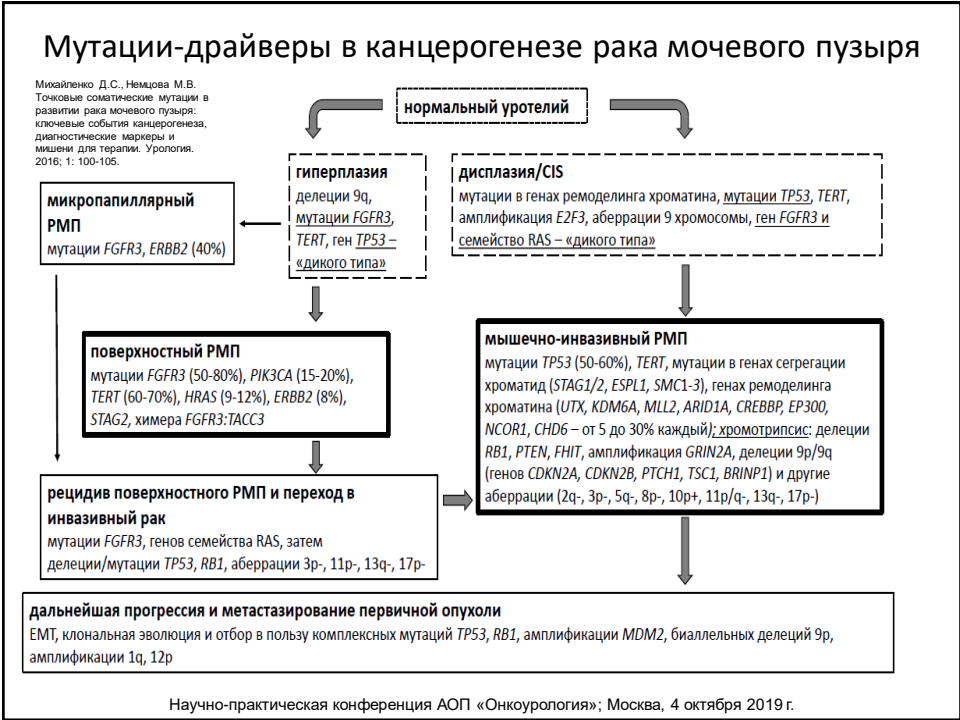 Мутации-драйверы в канцерогенезе рака мочевого пузыря
Михайленко Д.С., Немцова М.В.
Точковые соматические мутации в
развитии рака мочевого пузыря:
ключевые события канцерогенеза,
диагностические маркеры и
мишени для терапии. Урология.
2016; 1: 100-105.
нормальный уротелий
гиперплазия
делеции 9q,
мутации FGFR3,
TERT, ген TP53 –
«дикого типа»
дисплазия/CIS
мутации в генах ремоделинга хроматина, мутации TP53, TERT,
амплификация E2F3, аберрации 9 хромосомы, ген FGFR3 и
семейство RAS – «дикого типа»
микропапиллярный
РМП
мутации FGFR3, ERBB2 (40%)
поверхностный РМП
мутации FGFR3 (50-80%), PIK3CA (15-20%),
TERT (60-70%), HRAS (9-12%), ERBB2 (8%),
STAG2, химера FGFR3:TACC3
мышечно-инвазивный РМП
мутации TP53 (50-60%), TERT, мутации в генах сегрегации
хроматид (STAG1/2, ESPL1, SMC1-3), генах ремоделинга
хроматина (UTX, KDM6A, MLL2, ARID1A, CREBBP, EP300,
NCOR1, CHD6 – от 5 до 30% каждый); хромотрипсис: делеции
RB1, PTEN, FHIT, амплификация GRIN2A, делеции 9p/9q
(генов CDKN2A, CDKN2B, PTCH1, TSC1, BRINP1) и другие
аберрации (2q-, 3p-, 5q-, 8p-, 10p+, 11p/q-, 13q-, 17p-)
рецидив поверхностного РМП и переход в
инвазивный рак
мутации FGFR3, генов семейства RAS, затем
делеции/мутации TP53, RB1, аберрации 3p-, 11p-, 13q-, 17p-
дальнейшая прогрессия и метастазирование первичной опухоли
EMT, клональная эволюция и отбор в пользу комплексных мутаций TP53, RB1, амплификации MDM2, биаллельных делеций 9p,
амплификации 1q, 12p
Научно-практическая конференция АОП «Онкоурология»; Москва, 4 октября 2019 г.